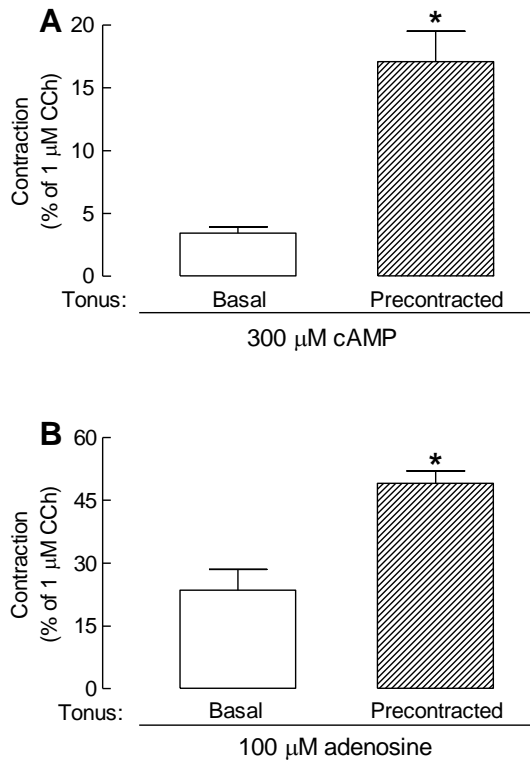 A
20
15
10
5
0
Contraction
(% of 1 μM CCh)
*
Tonus: Basal Precontracted
300 μM cAMP
B
60
45
30
15
0
Contraction
(% of 1 μM CCh)
*
Tonus: Basal Precontracted
100 μM adenosine